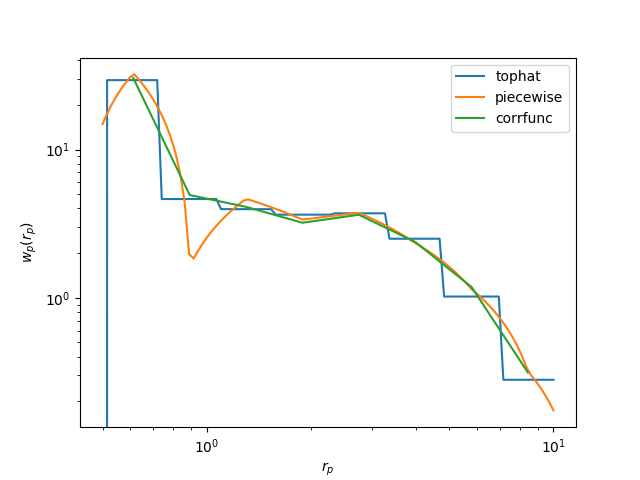 tophat
piecewise
corrfunc
10¹
10⁰
w_p(r_p)
10⁰
10¹
r_p